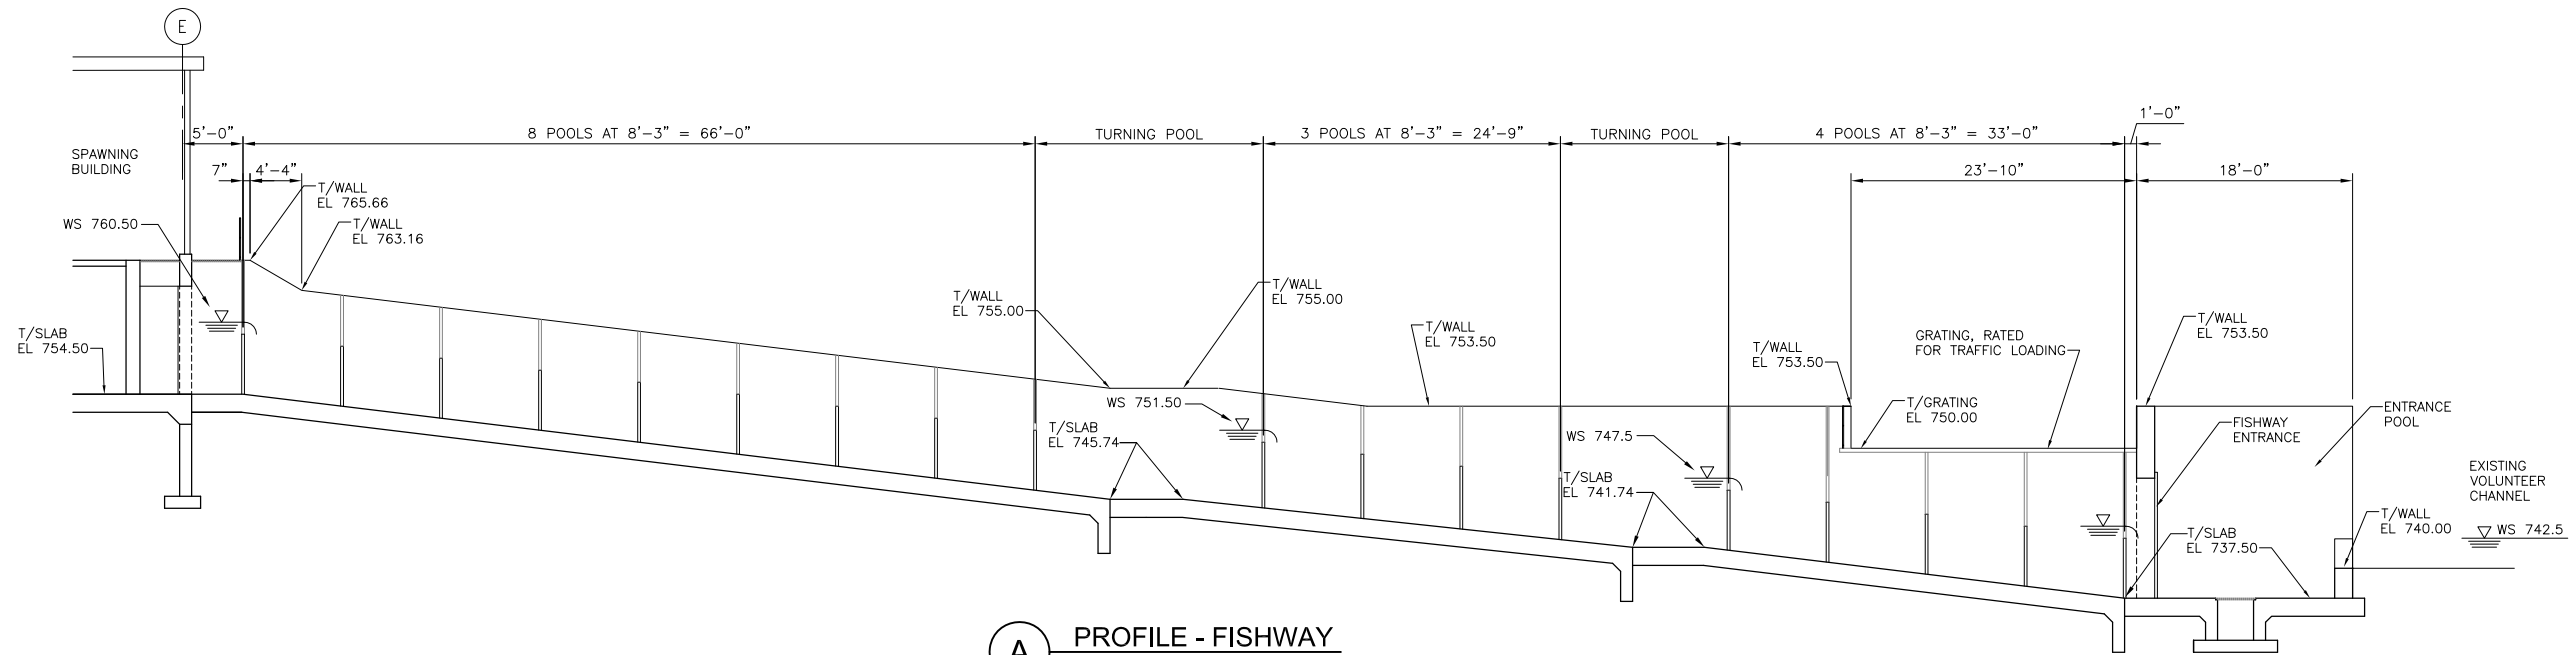 E
1'-0"
5'-0"
8 POOLS AT 8'-3" = 66'-0"
TURNING POOL
3 POOLS AT 8'-3" = 24'-9"
TURNING POOL
4 POOLS AT 8'-3" = 33'-0"
SPAWNING
BUILDING
7"
4'-4"
23'-10"
18'-0"
T/WALL
EL 765.66
WS 760.50
T/WALL
EL 763.16
T/WALL
EL 755.00
T/WALL
EL 755.00
T/WALL
EL 753.50
T/WALL
EL 753.50
GRATING, RATED
FOR TRAFFIC LOADING
T/WALL
EL 753.50
T/SLAB
EL 754.50
WS 751.50
T/GRATING
EL 750.00
ENTRANCE
POOL
FISHWAY
ENTRANCE
T/SLAB
EL 745.74
WS 747.5
T/SLAB
EL 741.74
EXISTING
VOLUNTEER
CHANNEL
T/WALL
EL 740.00
WS 742.5
T/SLAB
EL 737.50
A
PROFILE - FISHWAY